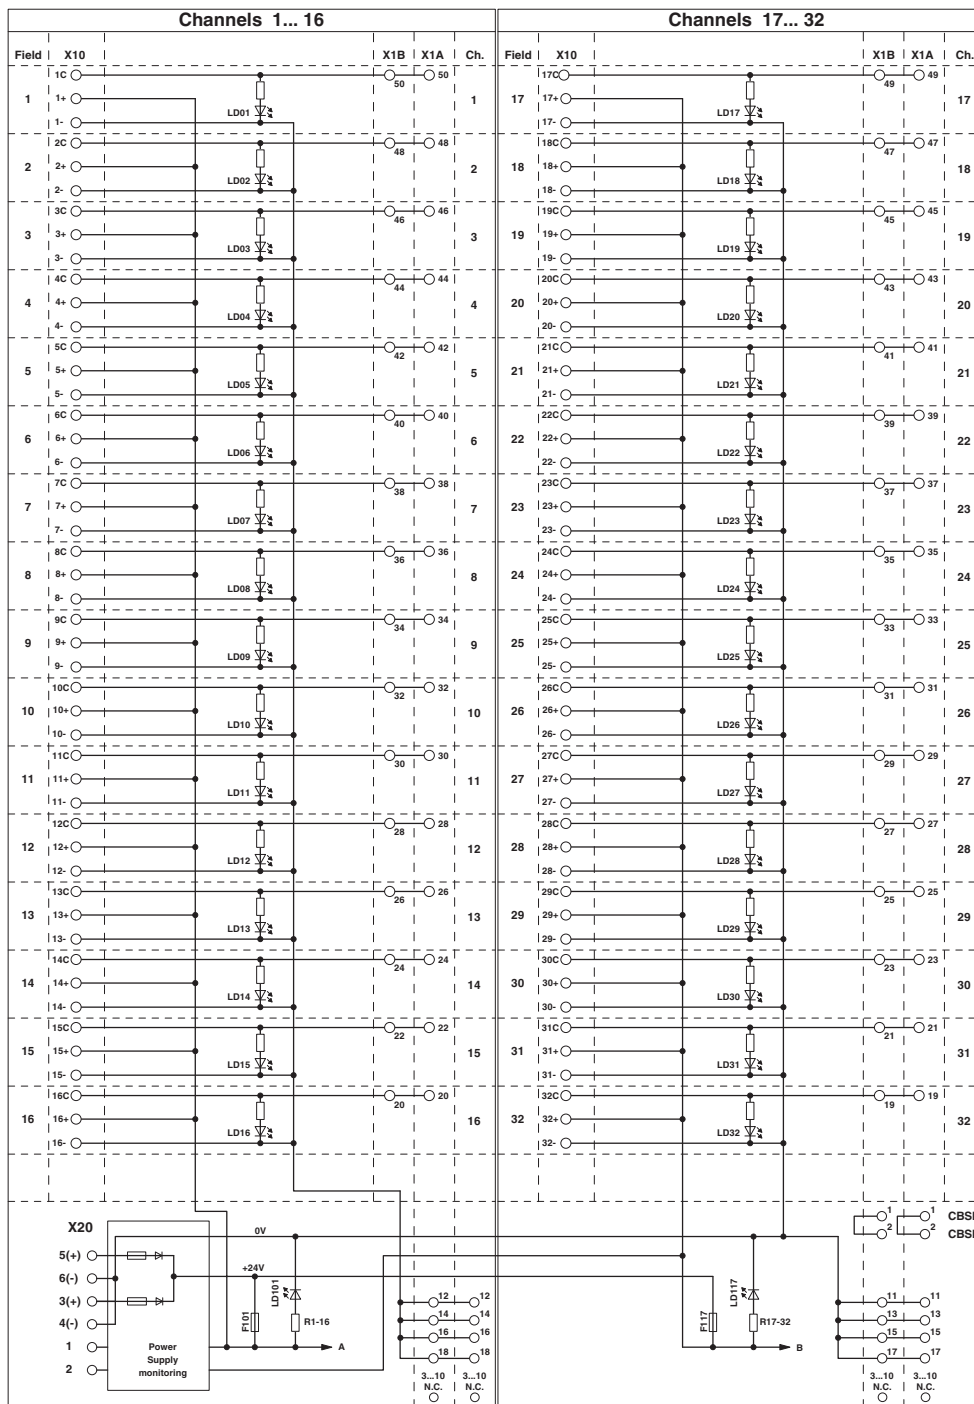 Channels 1... 16 Channels 17... 32
Field X10 X1B X1A Ch. Field X10 X1B X1A Ch.
1C 50 50 17C 49 49
1 1+ LD01 1 17 17+ LD17 17
1- 17-
2C 48 48 18C 47 47
2 2+ LD02 2 18 18+ LD18 18
2- 18-
3C 46 46 19C 45 45
3 3+ LD03 3 19 19+ LD19 19
3- 19-
4C 44 44 20C 43 43
4 4+ LD04 4 20 20+ LD20 20
4- 20-
5C 42 42 21C 41 41
5 5+ LD05 5 21 21+ LD21 21
5- 21-
6C 40 40 22C 39 39
6 6+ LD06 6 22 22+ LD22 22
6- 22-
7C 38 38 23C 37 37
7 7+ LD07 7 23 23+ LD23 23
7- 23-
8C 36 36 24C 35 35
8 8+ LD08 8 24 24+ LD24 24
8- 24-
9C 34 34 25C 33 33
9 9+ LD09 9 25 25+ LD25 25
9- 25-
10C 32 32 26C 31 31
10 10+ LD10 10 26 26+ LD26 26
10- 26-
11C 30 30 27C 29 29
11 11+ LD11 11 27 27+ LD27 27
11- 27-
12C 28 28 28C 27 27
12 12+ LD12 12 28 28+ LD28 28
12- 28-
13C 26 26 29C 25 25
13 13+ LD13 13 29 29+ LD29 29
13- 29-
14C 24 24 30C 23 23
14 14+ LD14 14 30 30+ LD30 30
14- 30-
15C 22 22 31C 21 21
15 15+ LD15 15 31 31+ LD31 31
15- 31-
16C 20 20 32C 19 19
16 16+ LD16 16 32 32+ LD32 32
16- 32-
X20 1 1
0V 2 2
5(+)
6(-) +24V
3(+) LD101 12 12 LD117 11 11
4(-) F101 R1-16 14 14 F117 R17-32 13 13
1 Power A 16 16 B 15 15
2 Supply 18 18 17 17
monitoring 3...10 3...10 3...10 3...10
N.C. N.C. N.C. N.C.